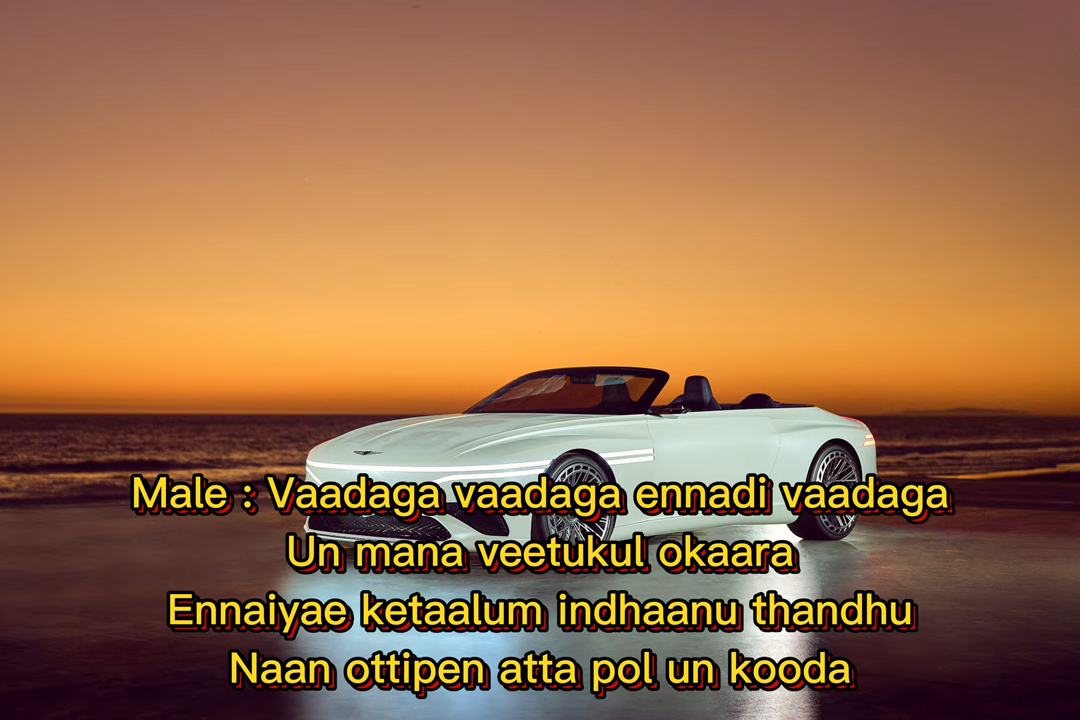 Male : Vaadaga vaadaga ennadi vaadaga
Un mana veetukul okaara
Ennaiyae ketaalum indhaanu thandhu
Naan ottipen atta pol un kooda